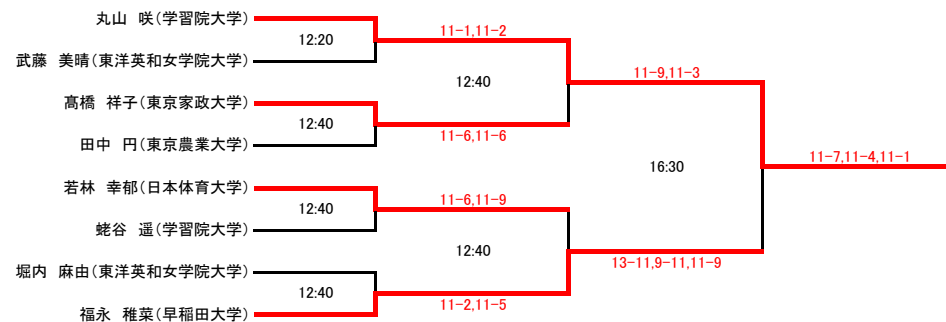 丸山　咲（学習院大学）
12:20
11-1,11-2
武藤　美晴（東洋英和女学院大学）
12:40
11-9,11-3
髙橋　祥子（東京家政大学）
12:40
11-6,11-6
田中　円（東京農業大学）
16:30
11-7,11-4,11-1
若林　幸郁（日本体育大学）
12:40
11-6,11-9
蛯谷　遥（学習院大学）
12:40
13-11,9-11,11-9
堀内　麻由（東洋英和女学院大学）
12:40
11-2,11-5
福永　稚菜（早稲田大学）